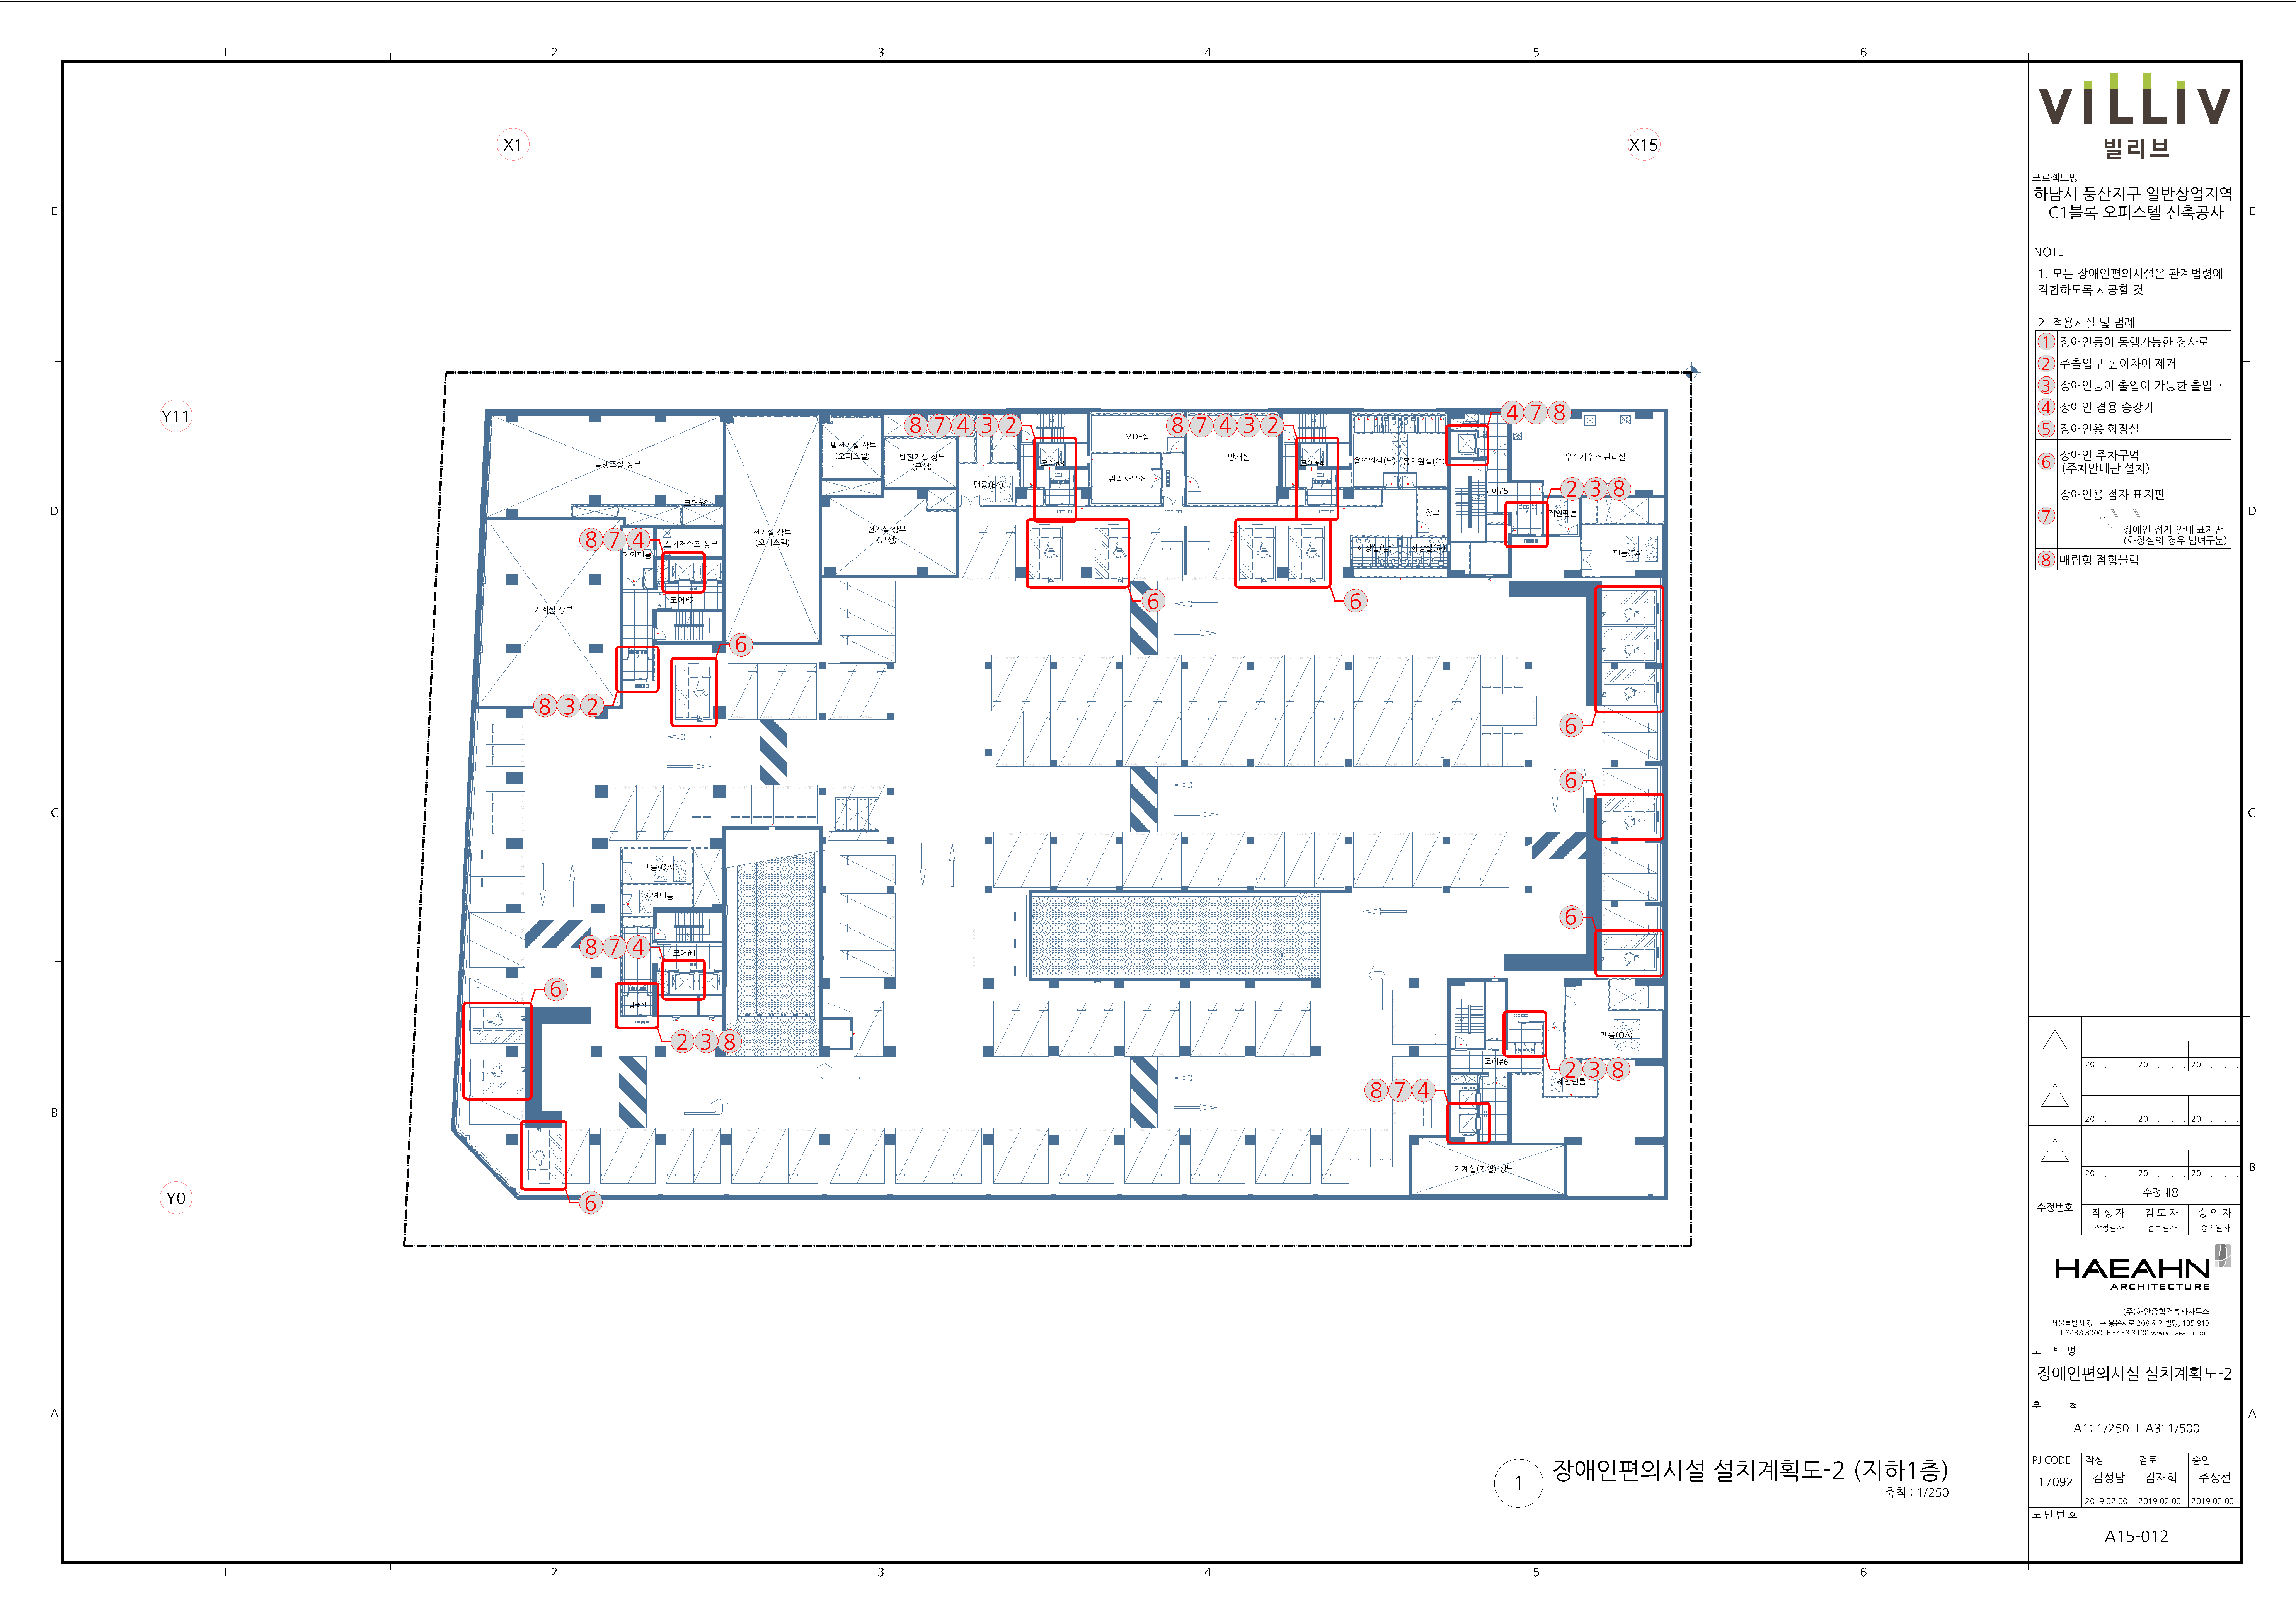 1 2 3 4 5 6
X1 X15
E
D
C
B
A
Y11
Y0
물탱크실 상부
코어#6
기계실 상부
제연팬룸
소화저수조 상부
코어#2
전기실 상부
(오피스텔)
발전기실 상부
(오피스텔)
발전기실 상부
(근생)
전기실 상부
(근생)
팬룸(EA)
코어#3
MDF실
관리사무소
방재실
코어#4
용역원실(남)
용역원실(여)
창고
화장실(남)
화장실(여)
우수저수조 관리실
코어#5
제연팬룸
팬룸(EA)
팬룸(OA)
제연팬룸
코어#1
방풍실
팬룸(OA)
코어#6
제연팬룸
기계실(지열) 상부
8 7 4 3 2
8 7 4 3 2
4 7 8
2 3 8
8 7 4
6
6
6
8 3 2
6
6
6
8 7 4
6
2 3 8
2 3 8
8 7 4
6
1
장애인편의시설 설치계획도-2 (지하1층)
축척 : 1/250
1 2 3 4 5 6
VILLIV
빌리브
프로젝트명
하남시 풍산지구 일반상업지역
C1블록 오피스텔 신축공사
NOTE
1. 모든 장애인편의시설은 관계법령에
적합하도록 시공할 것
2. 적용시설 및 범례
1 장애인등이 통행가능한 경사로
2 주출입구 높이차이 제거
3 장애인등이 출입이 가능한 출입구
4 장애인 겸용 승강기
5 장애인용 화장실
6 장애인 주차구역
(주차안내판 설치)
7 장애인용 점자 표지판
장애인 점자 안내 표지판
(화장실의 경우 남녀구분)
8 매립형 점형블럭
20 . . . 20 . . . 20 . . .
20 . . . 20 . . . 20 . . .
20 . . . 20 . . . 20 . . .
수정번호
수정내용
작 성 자 검 토 자 승 인 자
작성일자 검토일자 승인일자
HAEAHN
ARCHITECTURE
(주)해안종합건축사사무소
서울특별시 강남구 봉은사로 208 해안빌딩, 135-913
T.3438 8000 F.3438 8100 www.haeahn.com
도 면 명
장애인편의시설 설치계획도-2
축 척
A1: 1/250 I A3: 1/500
PJ CODE 작성 검토 승인
17092 김성남 김재희 주상선
2019.02.00. 2019.02.00. 2019.02.00.
도 면 번 호
A15-012
E
D
C
B
A